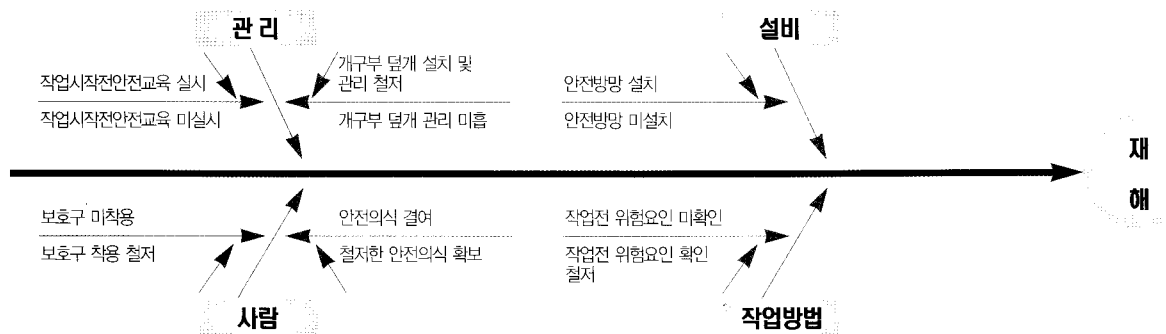 관 리
설비
작업시작전안전교육 실시
작업시작전안전교육 미실시
개구부 덮개 설치 및
관리 철저
개구부 덮개 관리 미흡
안전방망 설치
안전방망 미설치
재
해
보호구 미착용
보호구 착용 철저
안전의식 결여
철저한 안전의식 확보
작업전 위험요인 미확인
작업전 위험요인 확인
철저
사람
작업방법